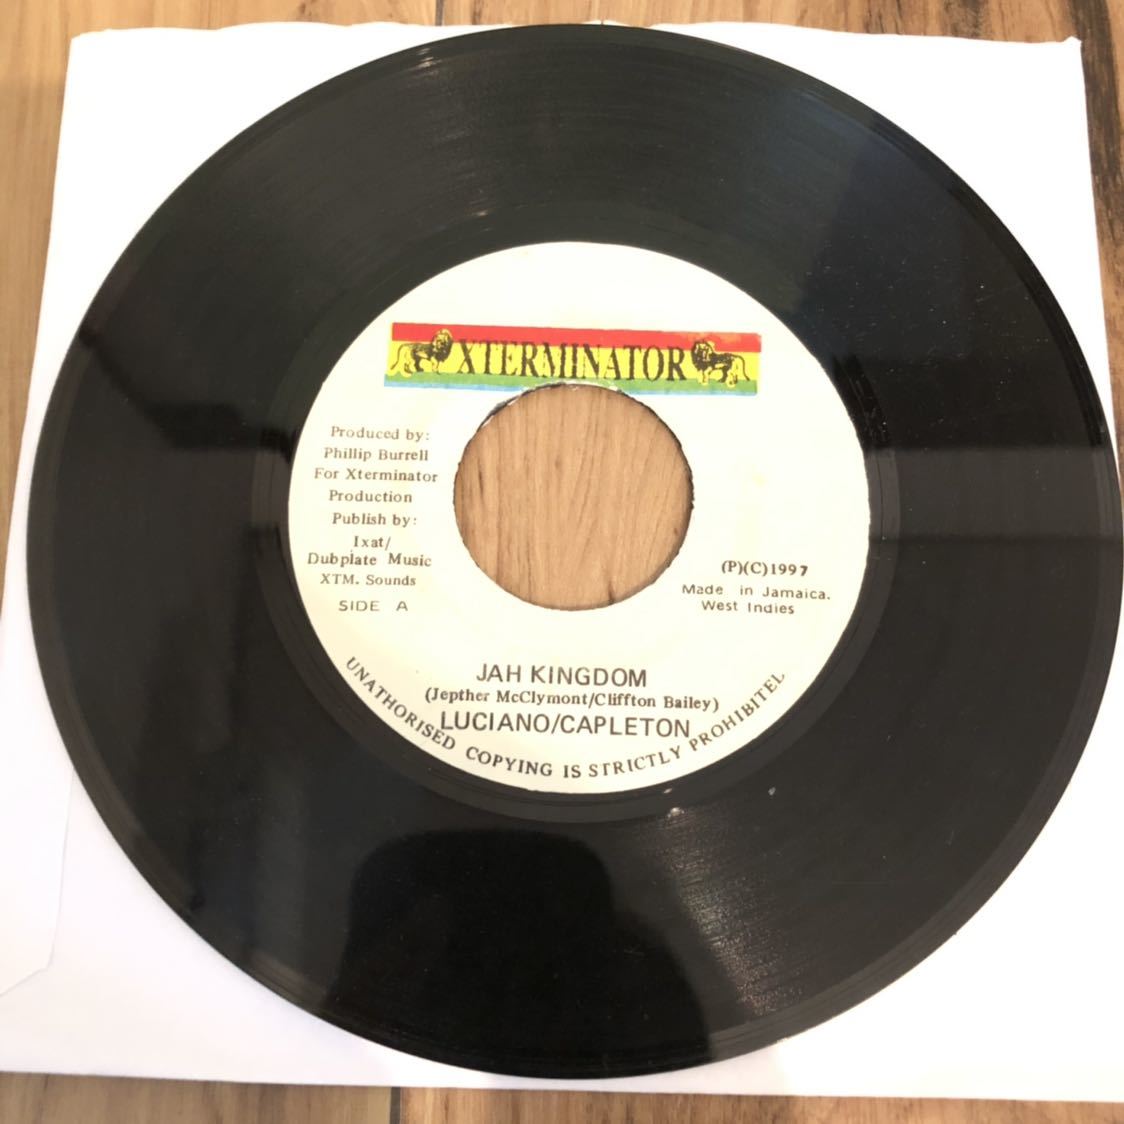 XTERMINATOR
Produced by:
Phillip Burrell
For Xterminator
Production
Publish by:
Ixat/
Dubplate Music
XTM. Sounds
SIDE A
(P)(C)1997
Made in Jamaica.
West Indies
JAH KINGDOM
(Jepther McClymont/Cliffton Bailey)
LUCIANO/CAPLETON
UNATHORISED COPYING IS STRICTLY PROHIBITEL